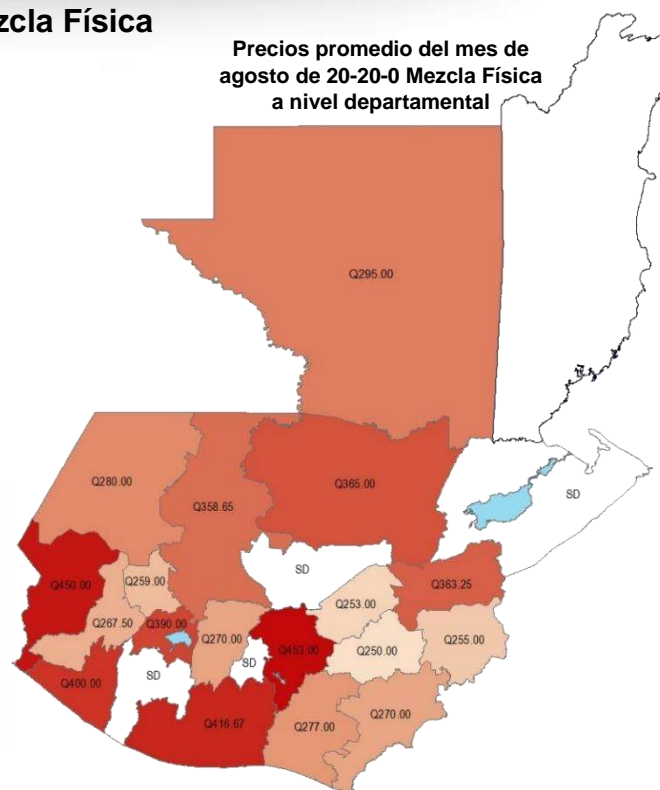 zcla Física
Precios promedio del mes de
agosto de 20-20-0 Mezcla Física
a nivel departamental
Q295.00
Q280.00
Q358.65
Q365.00
SD
SD
Q450.00
Q259.00
Q363.25
Q253.00
Q267.50
Q390.00
Q270.00
Q453.00
Q250.00
Q255.00
SD
SD
Q400.00
Q416.67
Q277.00
Q270.00